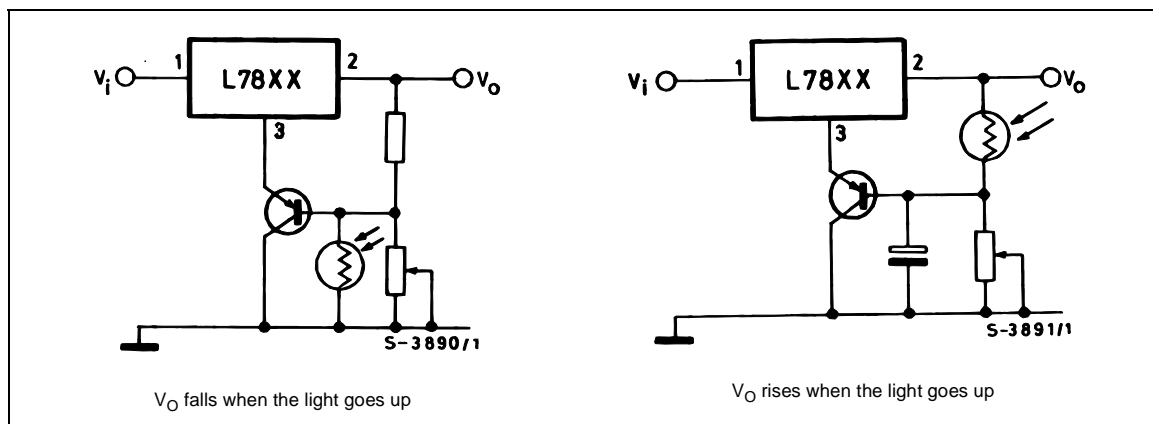 1
L78XX
2
Vi
Vo
3
S-3890/1
VO falls when the light goes up
1
L78XX
2
Vi
Vo
3
S-3891/1
VO rises when the light goes up